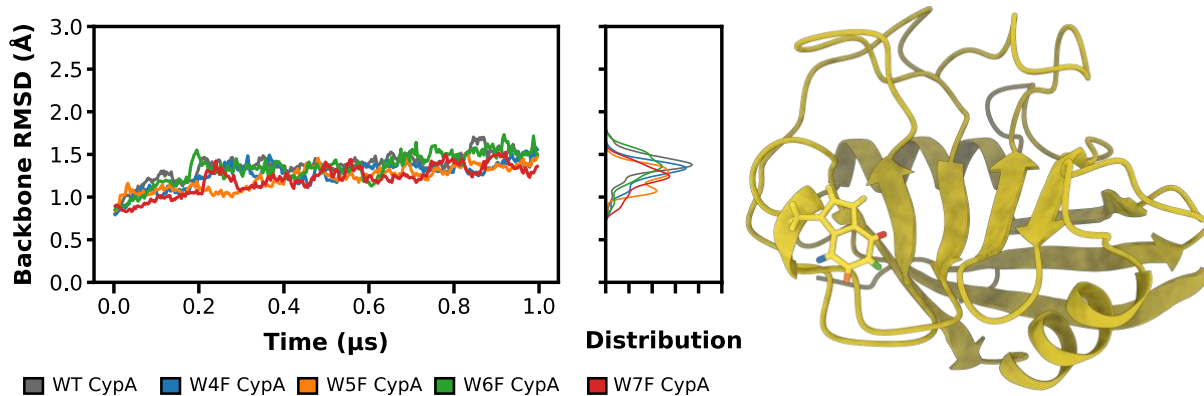 Backbone RMSD (Å)
3.0
2.5
2.0
1.5
1.0
0.5
0.0
0.0 0.2 0.4 0.6 0.8 1.0
Time (μs)
Distribution
WT CypA W4F CypA W5F CypA W6F CypA W7F CypA